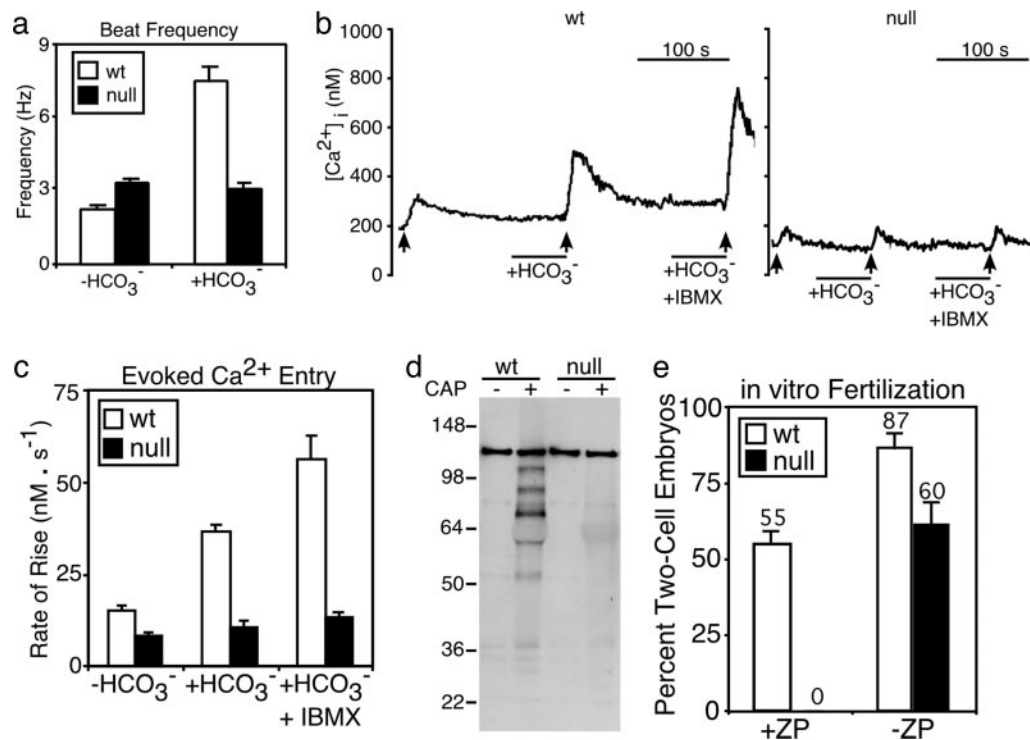 a
Beat Frequency
9
6
3
0
Frequency (Hz)
wt
null
-HCO3-
+HCO3-
b
wt
null
100 s
100 s
1000
800
600
400
200
0
[Ca2+]i (nM)
+HCO3-
+HCO3-
+IBMX
+HCO3-
+HCO3-
+IBMX
c
Evoked Ca2+ Entry
75
50
25
0
Rate of Rise (nM . s-1)
wt
null
-HCO3-
+HCO3-
+HCO3-
+ IBMX
d
wt
null
CAP
- + - +
148-
98-
64-
50-
36-
22-
e
in vitro Fertilization
100
75
50
25
0
Percent Two-Cell Embryos
wt
null
55
0
87
60
+ZP
-ZP